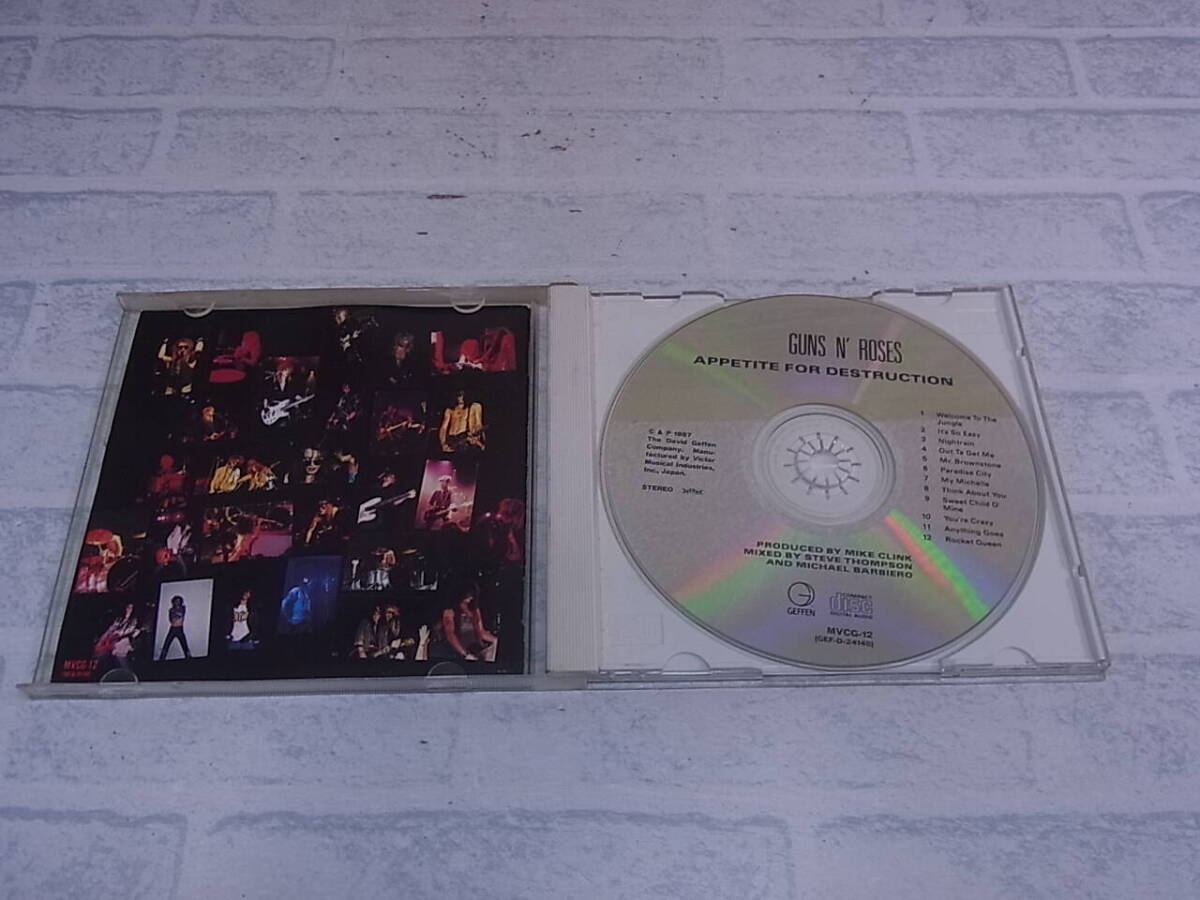 GUNS N' ROSES
APPETITE FOR DESTRUCTION
C & P 1987
The David Geffen
Company. Manu-
factured by Victor
Musical Industries,
Inc., Japan.
STEREO
1 Welcome To The
Jungle
2 It's So Easy
3 Nightrain
4 Out Ta Get Me
5 Mr. Brownstone
6 Paradise City
7 My Michelle
8 Think About You
9 Sweet Child O'
Mine
10 You're Crazy
11 Anything Goes
12 Rocket Queen
PRODUCED BY MIKE CLINK
MIXED BY STEVE THOMPSON
AND MICHAEL BARBIERO
GEFFEN
COMPACT
disc
DIGITAL AUDIO
MVCG-12
(GEF-D-24148)
MVCG-12